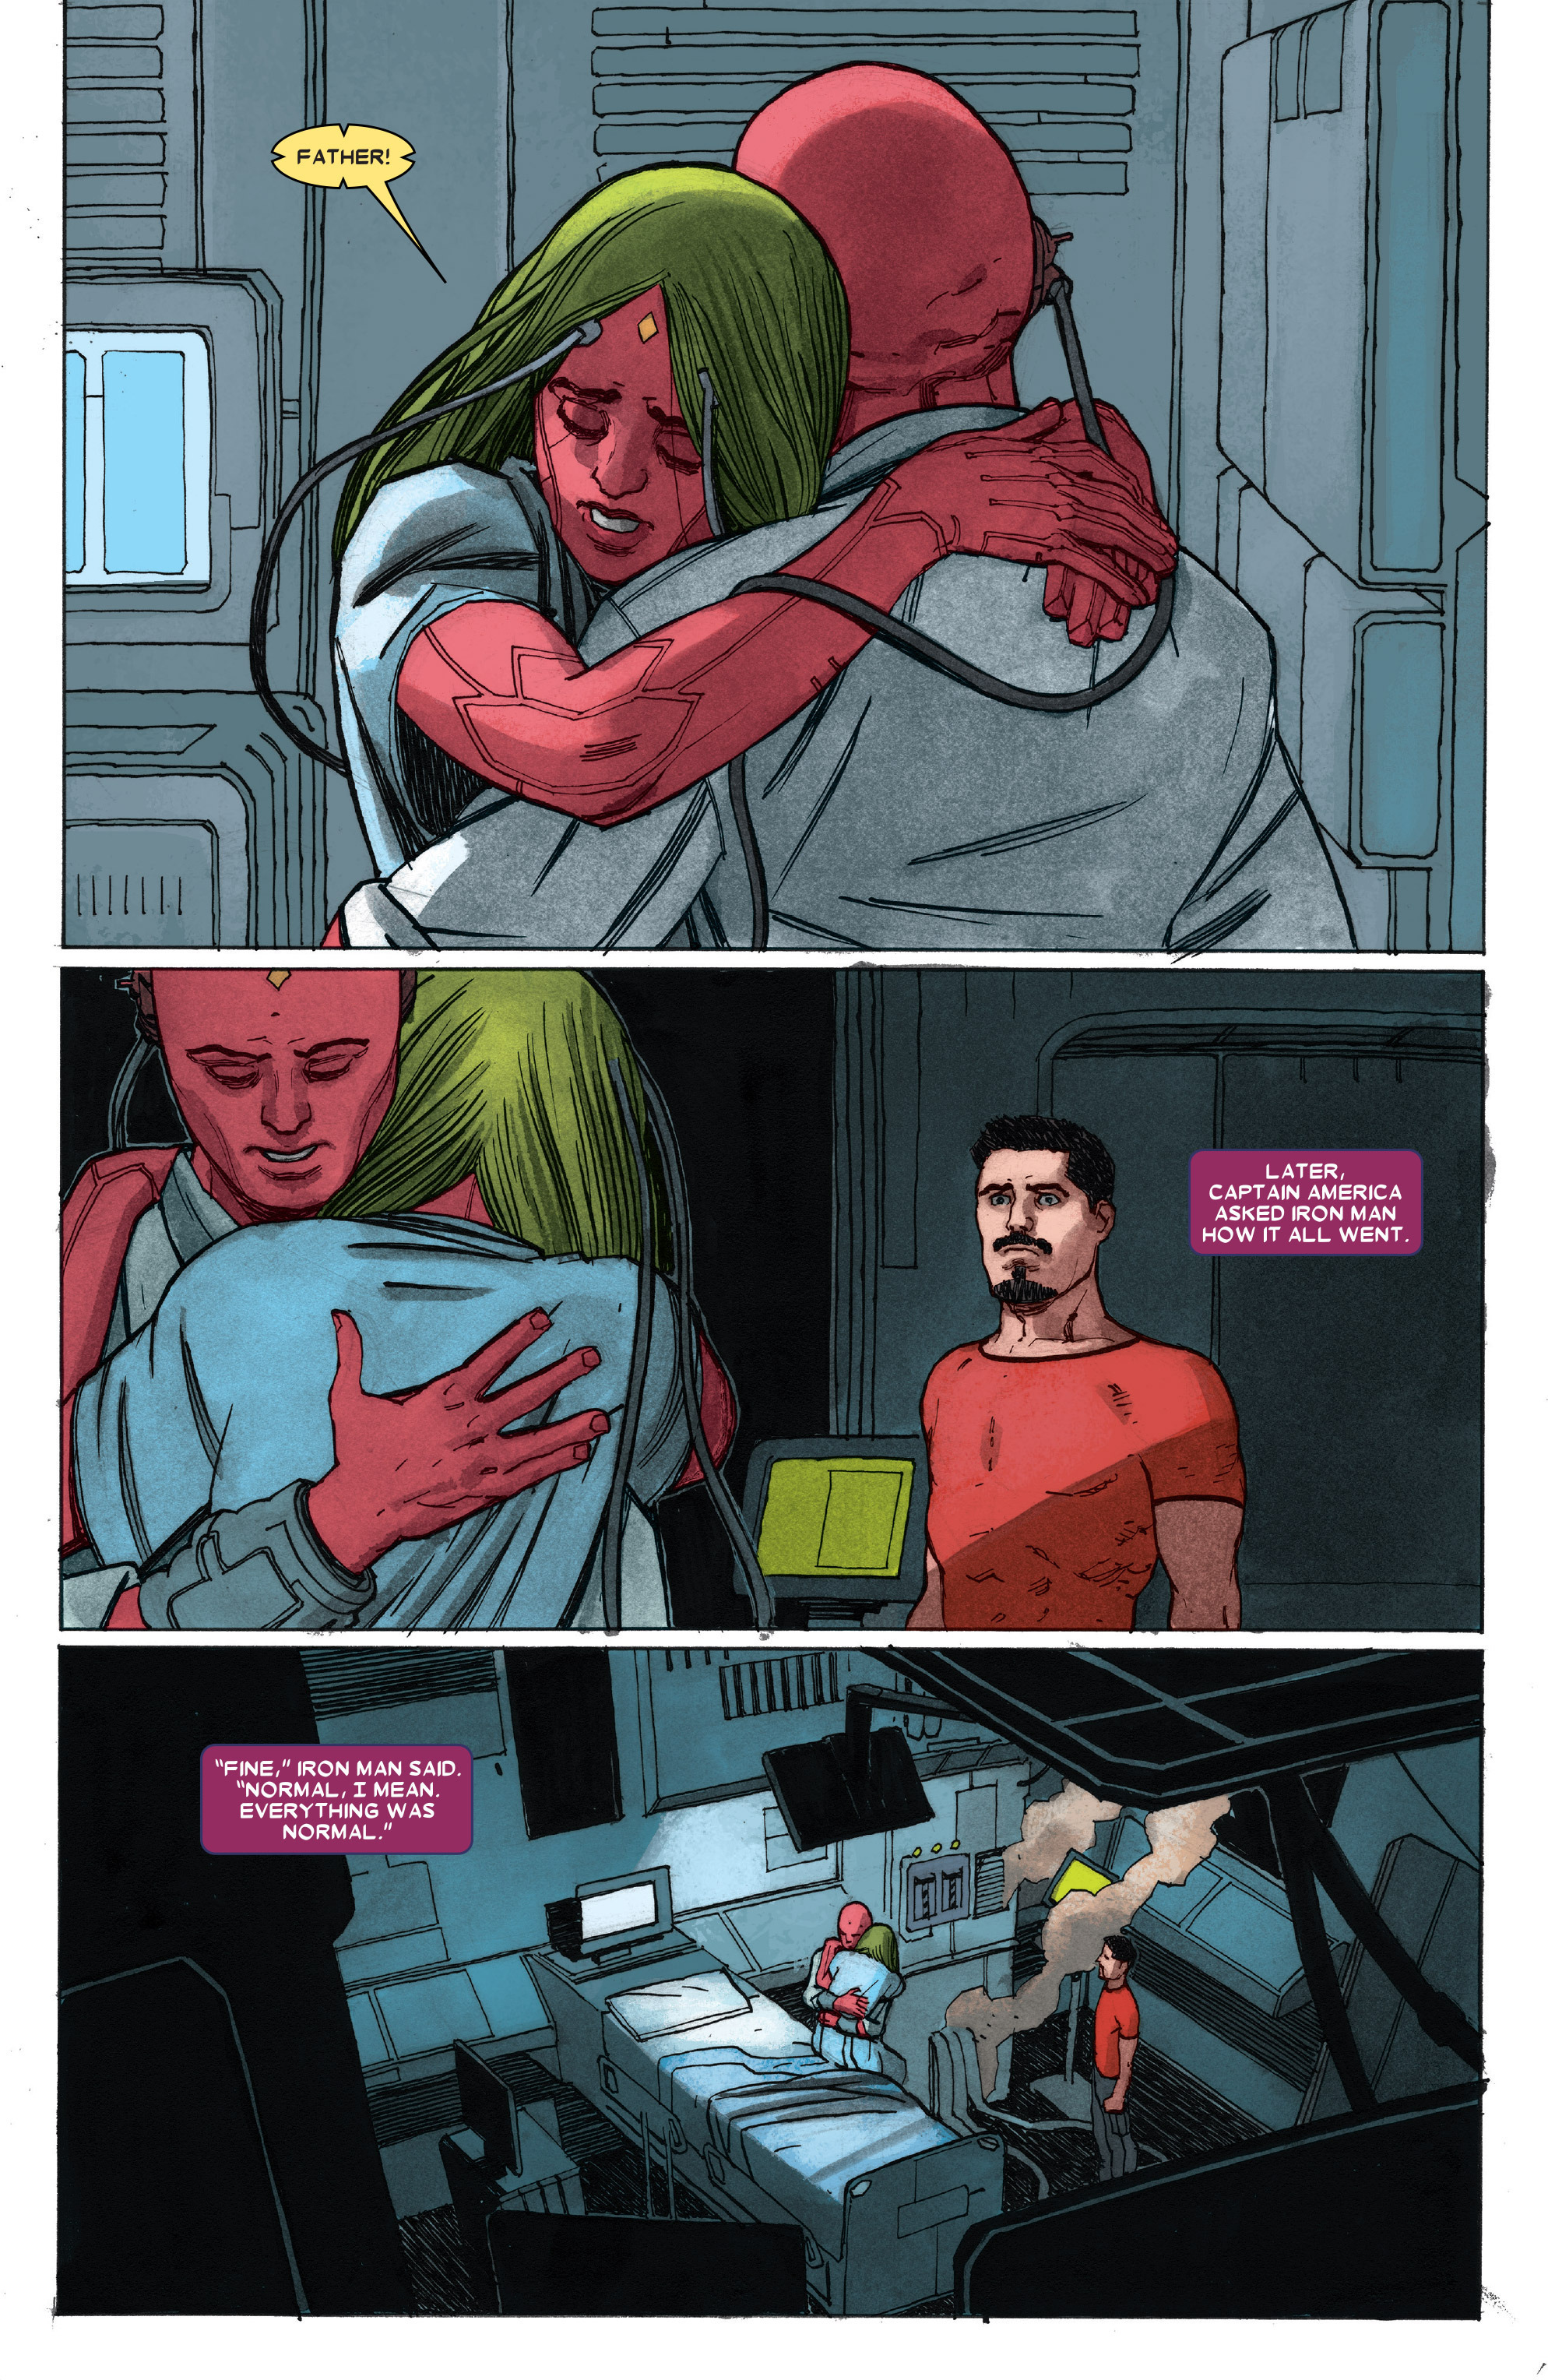 FATHER!
LATER,
CAPTAIN AMERICA
ASKED IRON MAN
HOW IT ALL WENT.
"FINE," IRON MAN SAID.
"NORMAL, I MEAN.
EVERYTHING WAS
NORMAL."